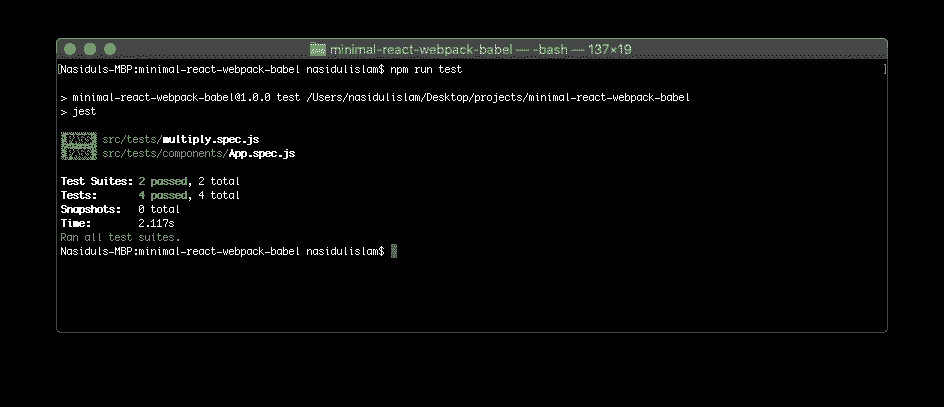 minimal-react-webpack-babel — -bash — 137×19
[Nasiduls-MBP:minimal-react-webpack-babel nasidulislam$ npm run test ]
> minimal-react-webpack-babel@1.0.0 test /Users/nasidulislam/Desktop/projects/minimal-react-webpack-babel
> jest
PASS src/tests/multiply.spec.js
PASS src/tests/components/App.spec.js
Test Suites: 2 passed, 2 total
Tests: 4 passed, 4 total
Snapshots: 0 total
Time: 2.117s
Ran all test suites.
Nasiduls-MBP:minimal-react-webpack-babel nasidulislam$